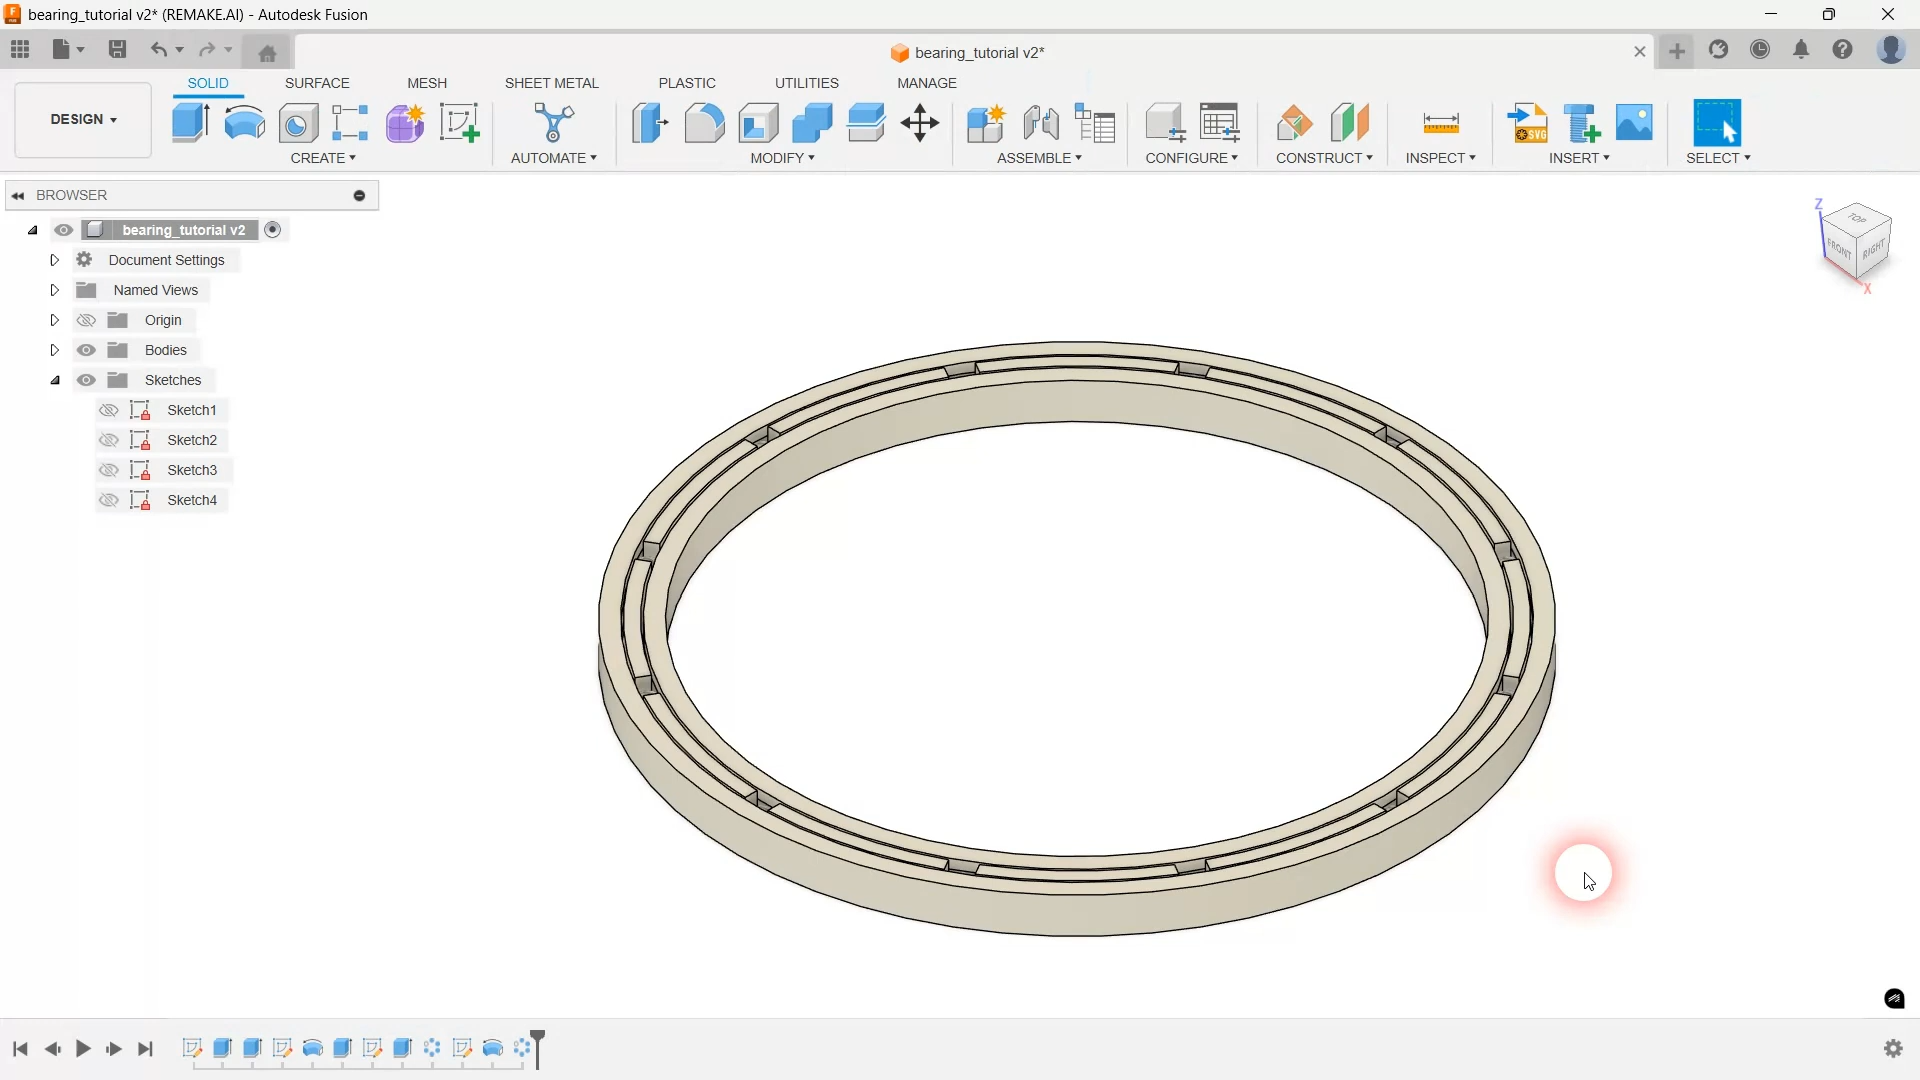 bearing_tutorial v2* (REMAKE.AI) - Autodesk Fusion
bearing_tutorial v2*
SOLID SURFACE MESH SHEET METAL PLASTIC UTILITIES MANAGE
DESIGN
CREATE AUTOMATE MODIFY ASSEMBLE CONFIGURE CONSTRUCT INSPECT INSERT SELECT
SVG
BROWSER
bearing_tutorial v2
Document Settings
Named Views
Origin
Bodies
Sketches
Sketch1
Sketch2
Sketch3
Sketch4
Z
TOP
FRONT RIGHT
X